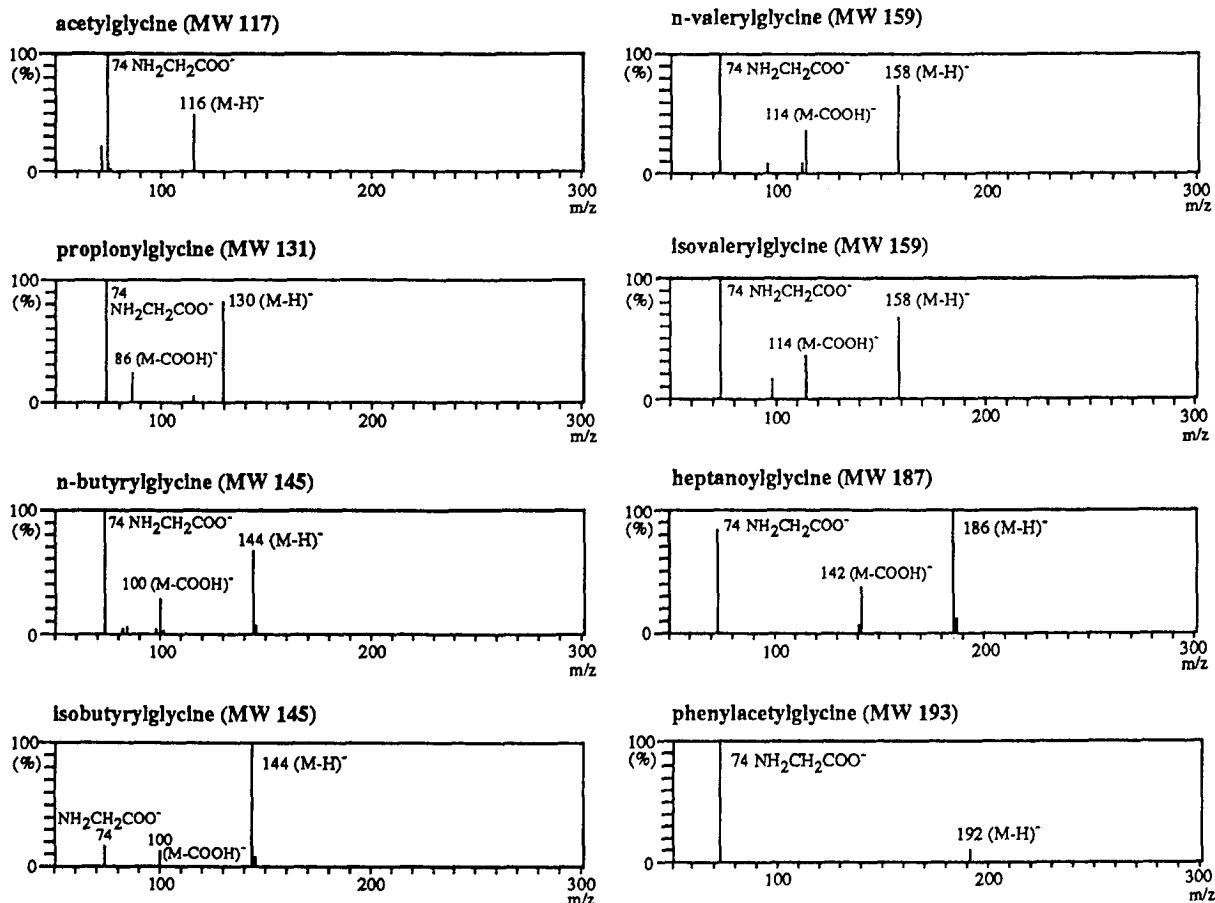 acetylglycine (MW 117)
100
(%)
74 NH₂CH₂COO⁻
116 (M-H)⁻
0
100
200
300
m/z
propionylglycine (MW 131)
100
(%)
74
NH₂CH₂COO⁻
130 (M-H)⁻
86 (M-COOH)⁻
0
100
200
300
m/z
n-butyrylglycine (MW 145)
100
(%)
74 NH₂CH₂COO⁻
144 (M-H)⁻
100 (M-COOH)⁻
0
100
200
300
m/z
isobutyrylglycine (MW 145)
100
(%)
144 (M-H)⁻
NH₂CH₂COO⁻
74
100
(M-COOH)⁻
0
100
200
300
m/z
n-valerylglycine (MW 159)
100
(%)
74 NH₂CH₂COO⁻
158 (M-H)⁻
114 (M-COOH)⁻
0
100
200
300
m/z
isovalerylglycine (MW 159)
100
(%)
74 NH₂CH₂COO⁻
158 (M-H)⁻
114 (M-COOH)⁻
0
100
200
300
m/z
heptanoylglycine (MW 187)
100
(%)
74 NH₂CH₂COO⁻
186 (M-H)⁻
142 (M-COOH)⁻
0
100
200
300
m/z
phenylacetylglycine (MW 193)
100
(%)
74 NH₂CH₂COO⁻
192 (M-H)⁻
0
100
200
300
m/z